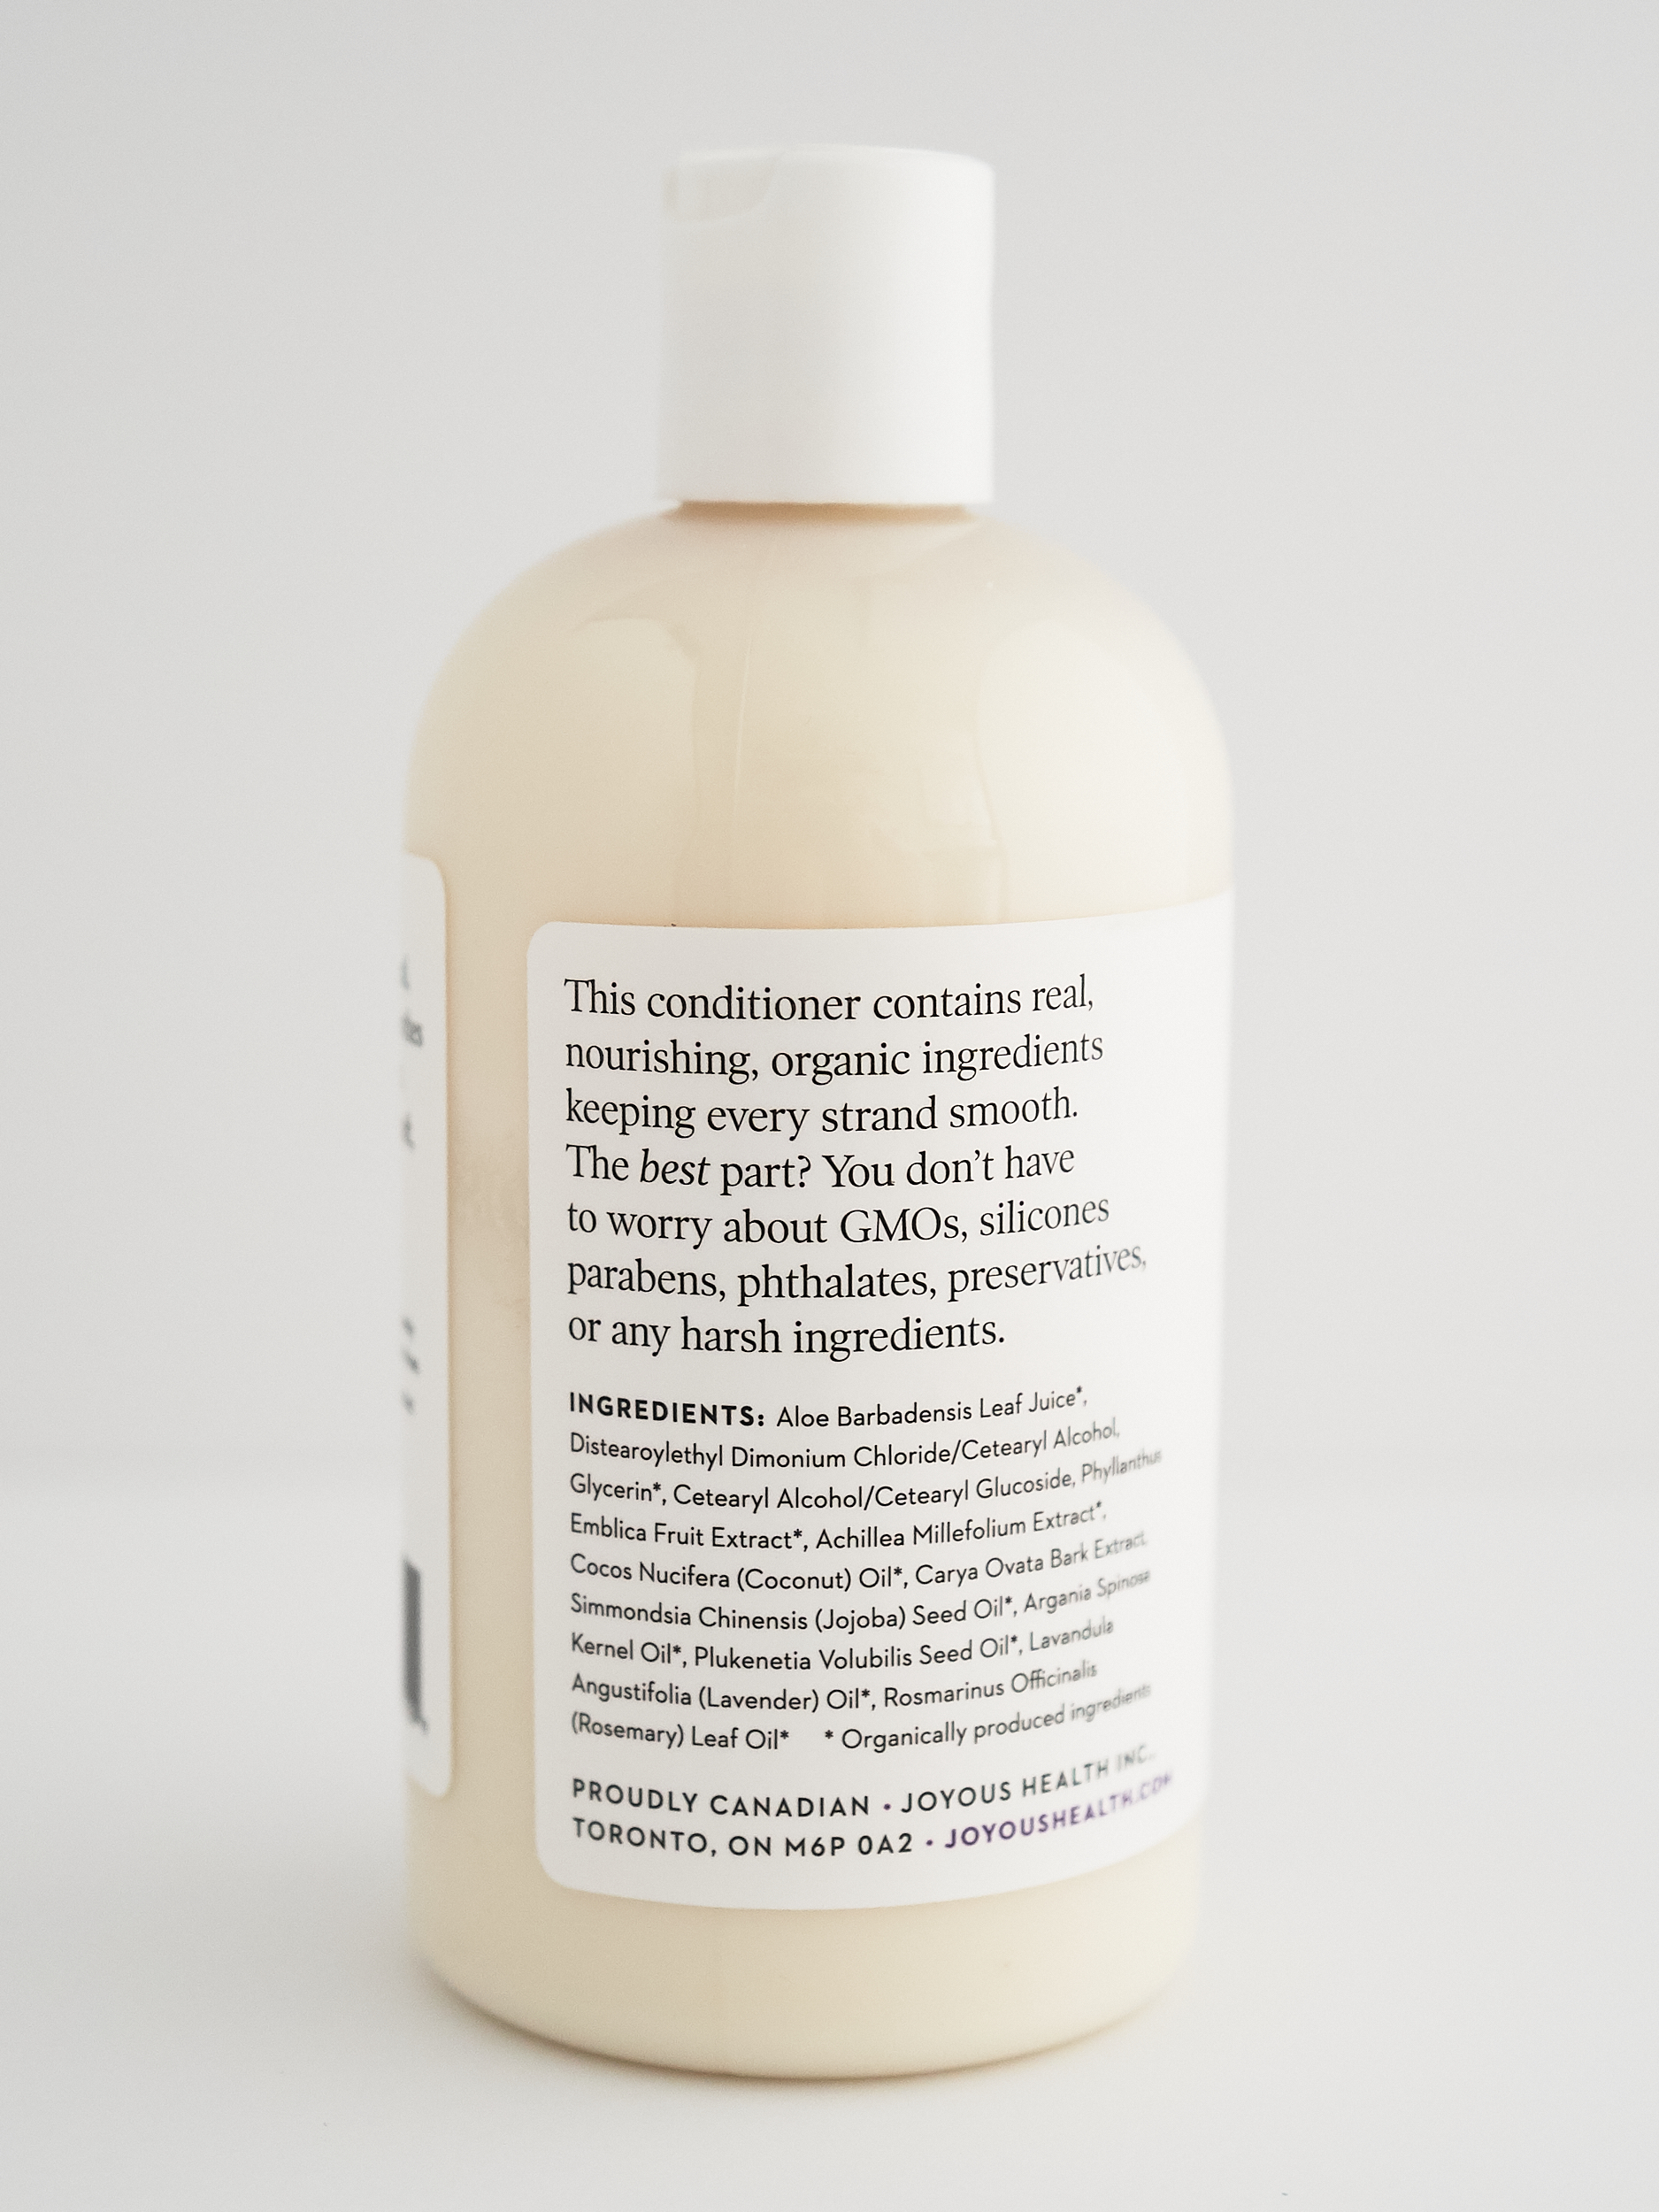 This conditioner contains real,
nourishing, organic ingredients
keeping every strand smooth.
The best part? You don't have
to worry about GMOs, silicones
parabens, phthalates, preservatives,
or any harsh ingredients.
INGREDIENTS: Aloe Barbadensis Leaf Juice*,
Distearoylethyl Dimonium Chloride/Cetearyl Alcohol,
Glycerin*, Cetearyl Alcohol/Cetearyl Glucoside, Phyllanthus
Emblica Fruit Extract*, Achillea Millefolium Extract*,
Cocos Nucifera (Coconut) Oil*, Carya Ovata Bark Extract,
Simmondsia Chinensis (Jojoba) Seed Oil*, Argania Spinosa
Kernel Oil*, Plukenetia Volubilis Seed Oil*, Lavandula
Angustifolia (Lavender) Oil*, Rosmarinus Officinalis
(Rosemary) Leaf Oil* * Organically produced ingredients
PROUDLY CANADIAN • JOYOUS HEALTH INC.
TORONTO, ON M6P 0A2 • JOYOUSHEALTH.COM